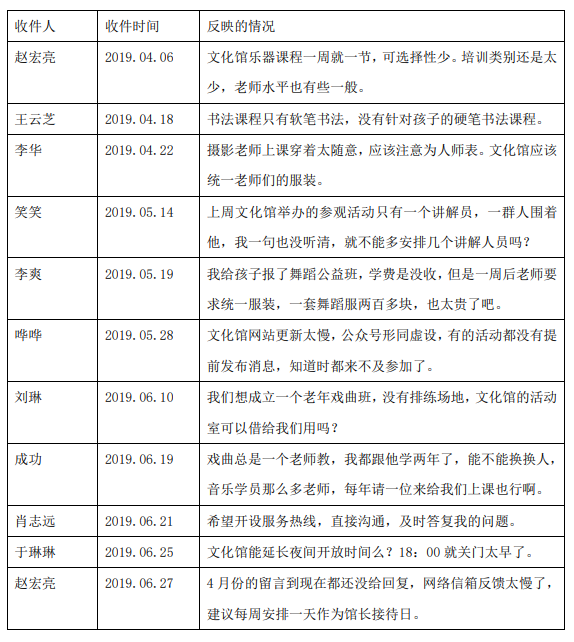 收件人 收件时间 反映的情况
赵宏亮 2019.04.06 文化馆乐器课程一周就一节，可选择性少。培训类别还是太
少，老师水平也有些一般。
王云芝 2019.04.18 书法课程只有软笔书法，没有针对孩子的硬笔书法课程。
李华 2019.04.22 摄影老师上课穿着太随意，应该注意为人师表。文化馆应该
统一老师们的服装。
笑笑 2019.05.14 上周文化馆举办的参观活动只有一个讲解员，一群人围着
他，我一句也没听清，就不能多安排几个讲解人员吗？
李爽 2019.05.19 我给孩子报了舞蹈公益班，学费是没收，但是一周后老师要
求统一服装，一套舞蹈服两百多块，也太贵了吧。
哗哗 2019.05.28 文化馆网站更新太慢，公众号形同虚设，有的活动都没有提
前发布消息，知道时都来不及参加了。
刘琳 2019.06.10 我们想成立一个老年戏曲班，没有排练场地，文化馆的活动
室可以借给我们用吗？
成功 2019.06.19 戏曲总是一个老师教，我都跟他学两年了，能不能换换人，
音乐学员那么多老师，每年请一位来给我们上课也行啊。
肖志远 2019.06.21 希望开设服务热线，直接沟通，及时答复我的问题。
于琳琳 2019.06.25 文化馆能延长夜间开放时间么？18：00就关门太早了。
赵宏亮 2019.06.27 4月份的留言到现在都还没给回复，网络信箱反馈太慢了，
建议每周安排一天作为馆长接待日。